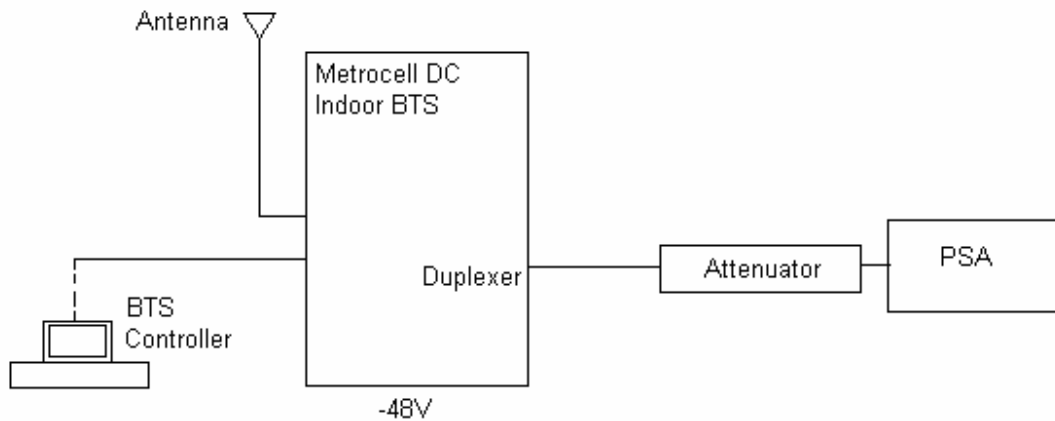 Antenna
Metrocell DC
Indoor BTS
Duplexer
Attenuator
PSA
BTS
Controller
-48V